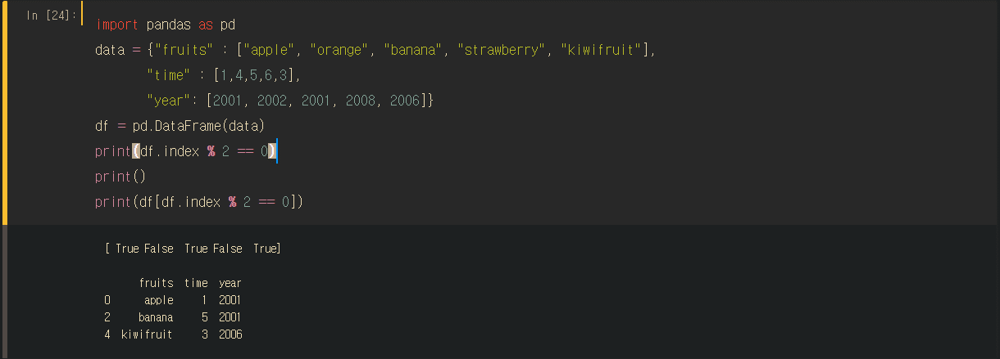 In [24]:
import pandas as pd
data = {"fruits" : ["apple", "orange", "banana", "strawberry", "kiwifruit"],
"time" : [1,4,5,6,3],
"year": [2001, 2002, 2001, 2008, 2006]}
df = pd.DataFrame(data)
print(df.index % 2 == 0)
print()
print(df[df.index % 2 == 0])
[ True False  True False  True]
fruits  time  year
0      apple     1  2001
2     banana     5  2001
4  kiwifruit     3  2006